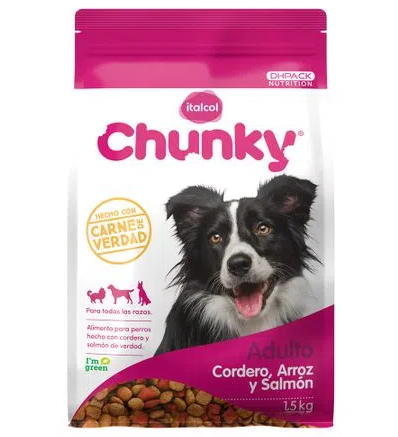 DHPACK
NUTRITION
italcol
Chunky®
HECHO CON
CARNE DE
VERDAD
Para todas las razas.
Alimento para perros
hecho con cordero y
salmón de verdad.
I'm
green
Adulto
Cordero, Arroz
y Salmón
1.5 kg